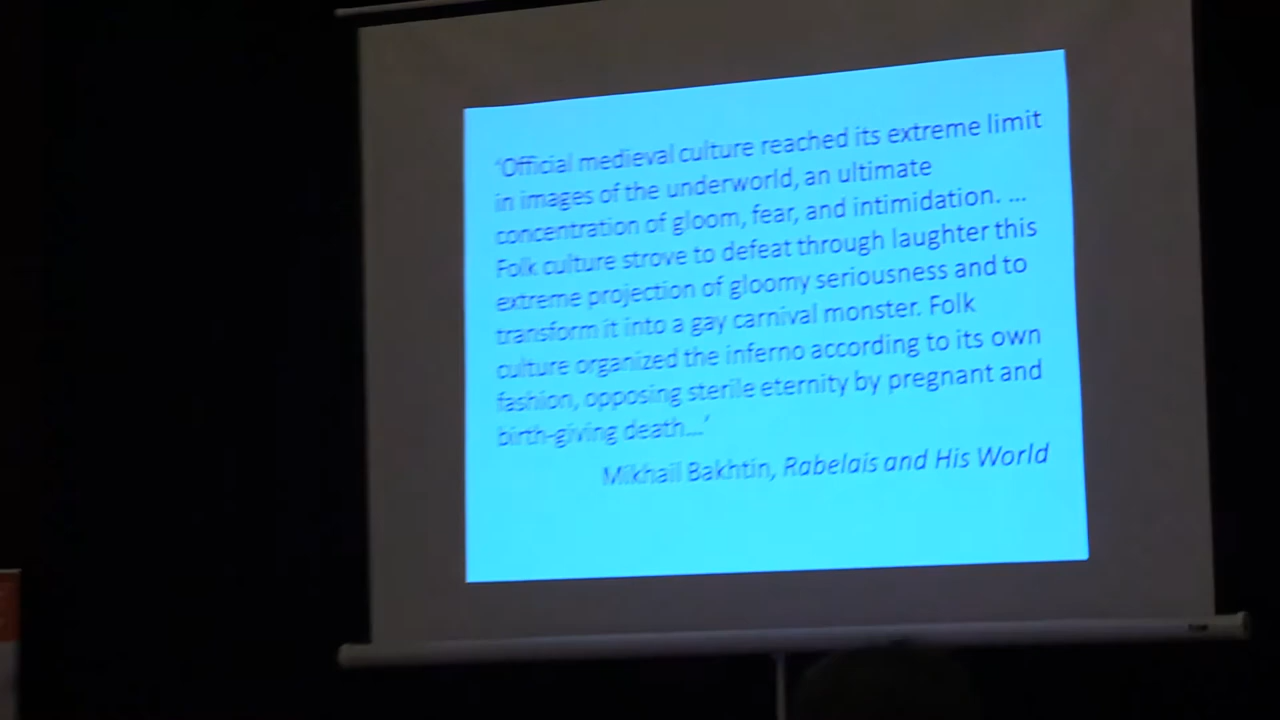 ‘Official medieval culture reached its extreme limit
in images of the underworld, an ultimate
concentration of gloom, fear, and intimidation. ...
Folk culture strove to defeat through laughter this
extreme projection of gloomy seriousness and to
transform it into a gay carnival monster. Folk
culture organized the inferno according to its own
fashion, opposing sterile eternity by pregnant and
birth-giving death...’
Mikhail Bakhtin, Rabelais and His World